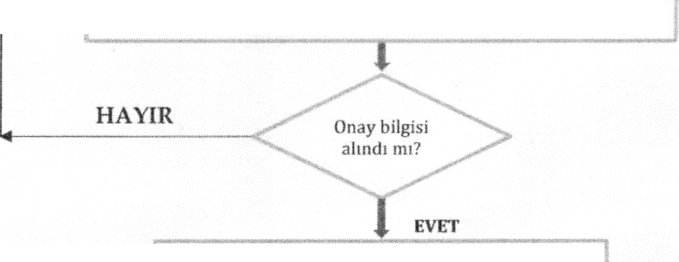 HAYIR
Onay bilgisi
alındı mı?
EVET